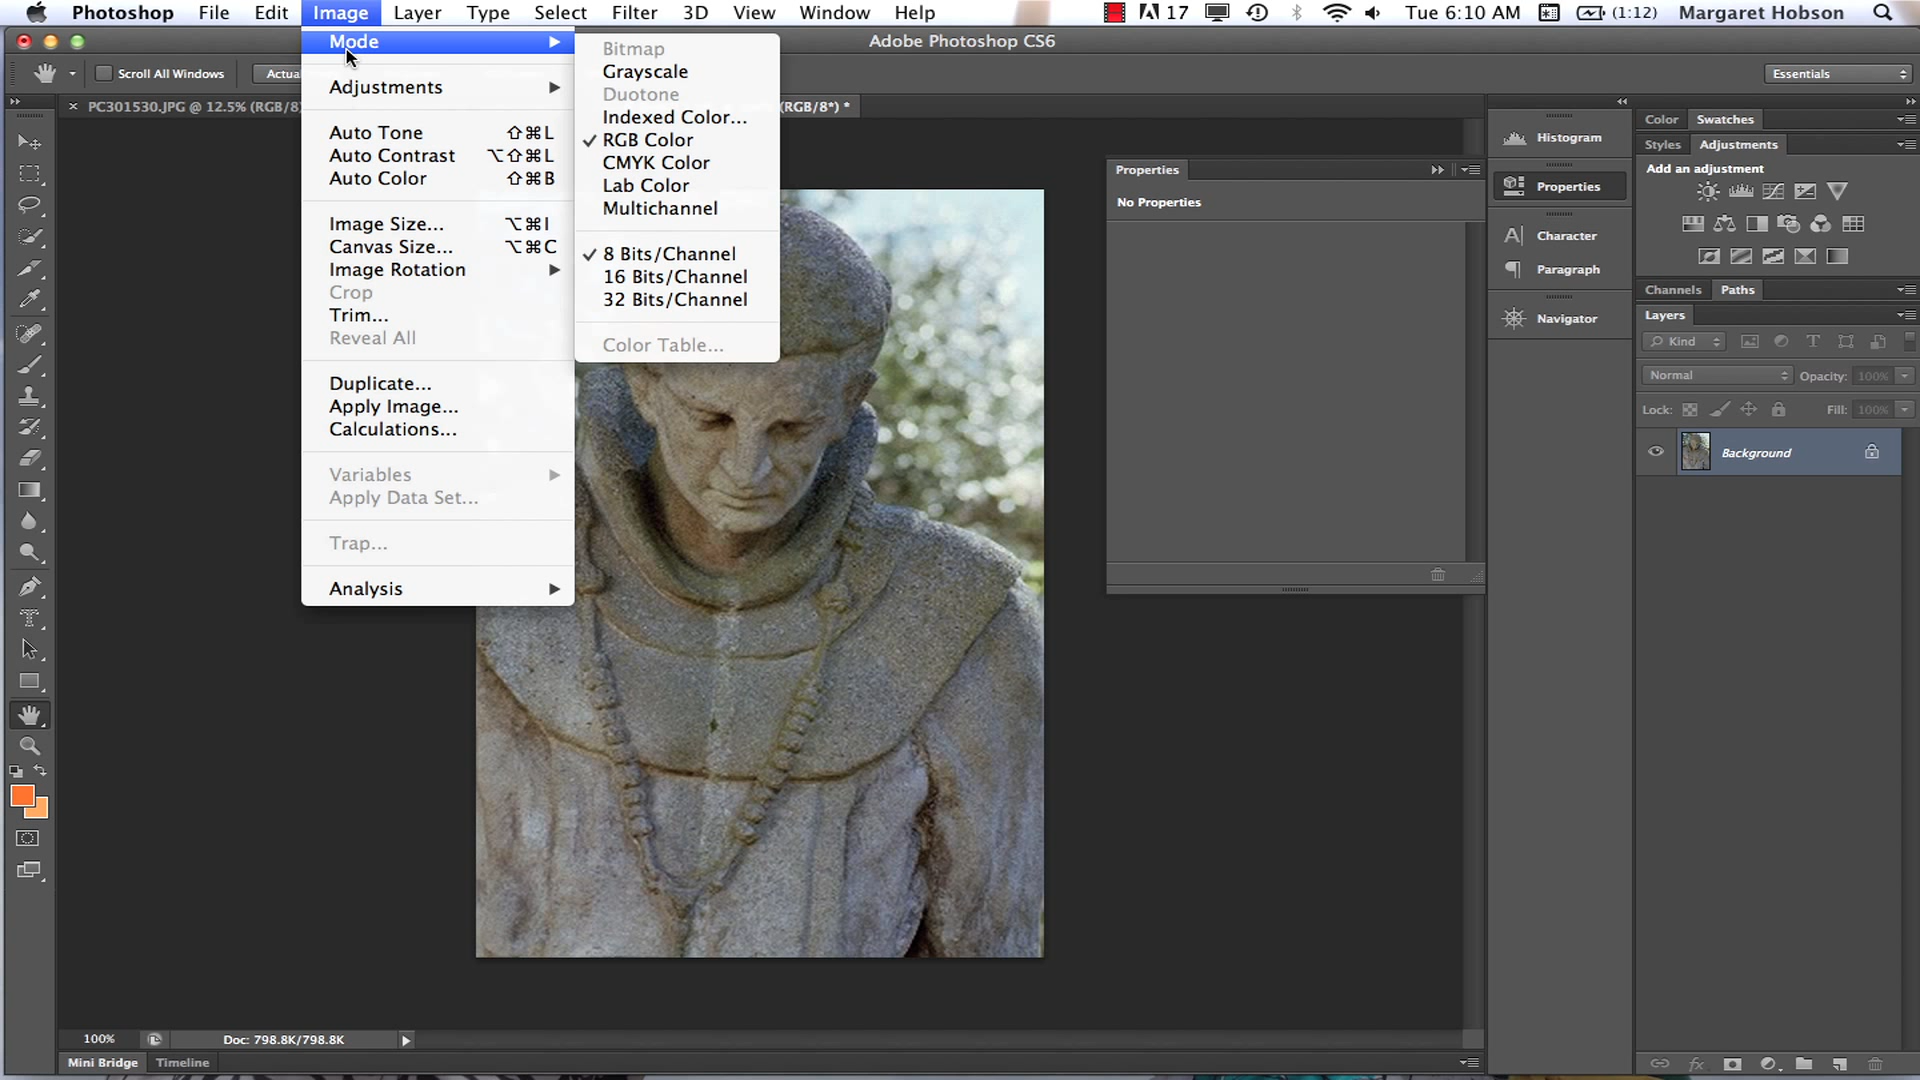 Photoshop File Edit Image Layer Type Select Filter 3D View Window Help 17 Tue 6:10 AM (1:12) Margaret Hobson
Adobe Photoshop CS6
Scroll All Windows Actua Essentials
PC301530.JPG @ 12.5% (RGB/8 (RGB/8*) *
Mode
Adjustments
Auto Tone ⇧⌘L
Auto Contrast ⌥⇧⌘L
Auto Color ⇧⌘B
Image Size... ⌥⌘I
Canvas Size... ⌥⌘C
Image Rotation
Crop
Trim...
Reveal All
Duplicate...
Apply Image...
Calculations...
Variables
Apply Data Set...
Trap...
Analysis
Bitmap
Grayscale
Duotone
Indexed Color...
✓ RGB Color
CMYK Color
Lab Color
Multichannel
✓ 8 Bits/Channel
16 Bits/Channel
32 Bits/Channel
Color Table...
Properties
No Properties
Histogram
Properties
Character
Paragraph
Navigator
Color Swatches
Styles Adjustments
Add an adjustment
Channels Paths
Layers
Kind
Normal Opacity: 100%
Lock: Fill: 100%
Background
100% Doc: 798.8K/798.8K
Mini Bridge Timeline